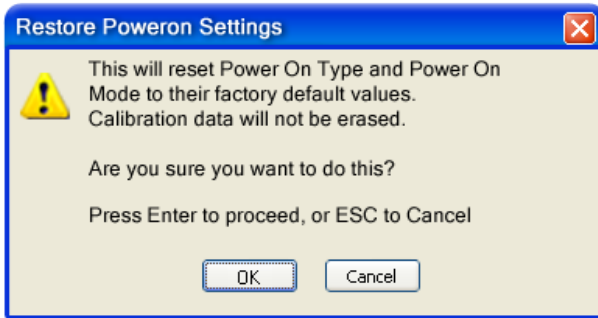 Restore Poweron Settings
This will reset Power On Type and Power On
Mode to their factory default values.
Calibration data will not be erased.
Are you sure you want to do this?
Press Enter to proceed, or ESC to Cancel
OK
Cancel